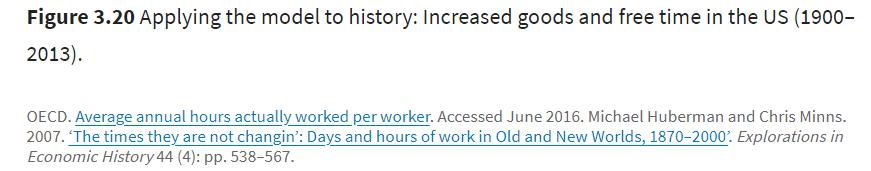 Figure 3.20 Applying the model to history: Increased goods and free time in the US (1900–
2013).
OECD. Average annual hours actually worked per worker. Accessed June 2016. Michael Huberman and Chris Minns.
2007. ‘The times they are not changin’: Days and hours of work in Old and New Worlds, 1870–2000’. Explorations in
Economic History 44 (4): pp. 538–567.